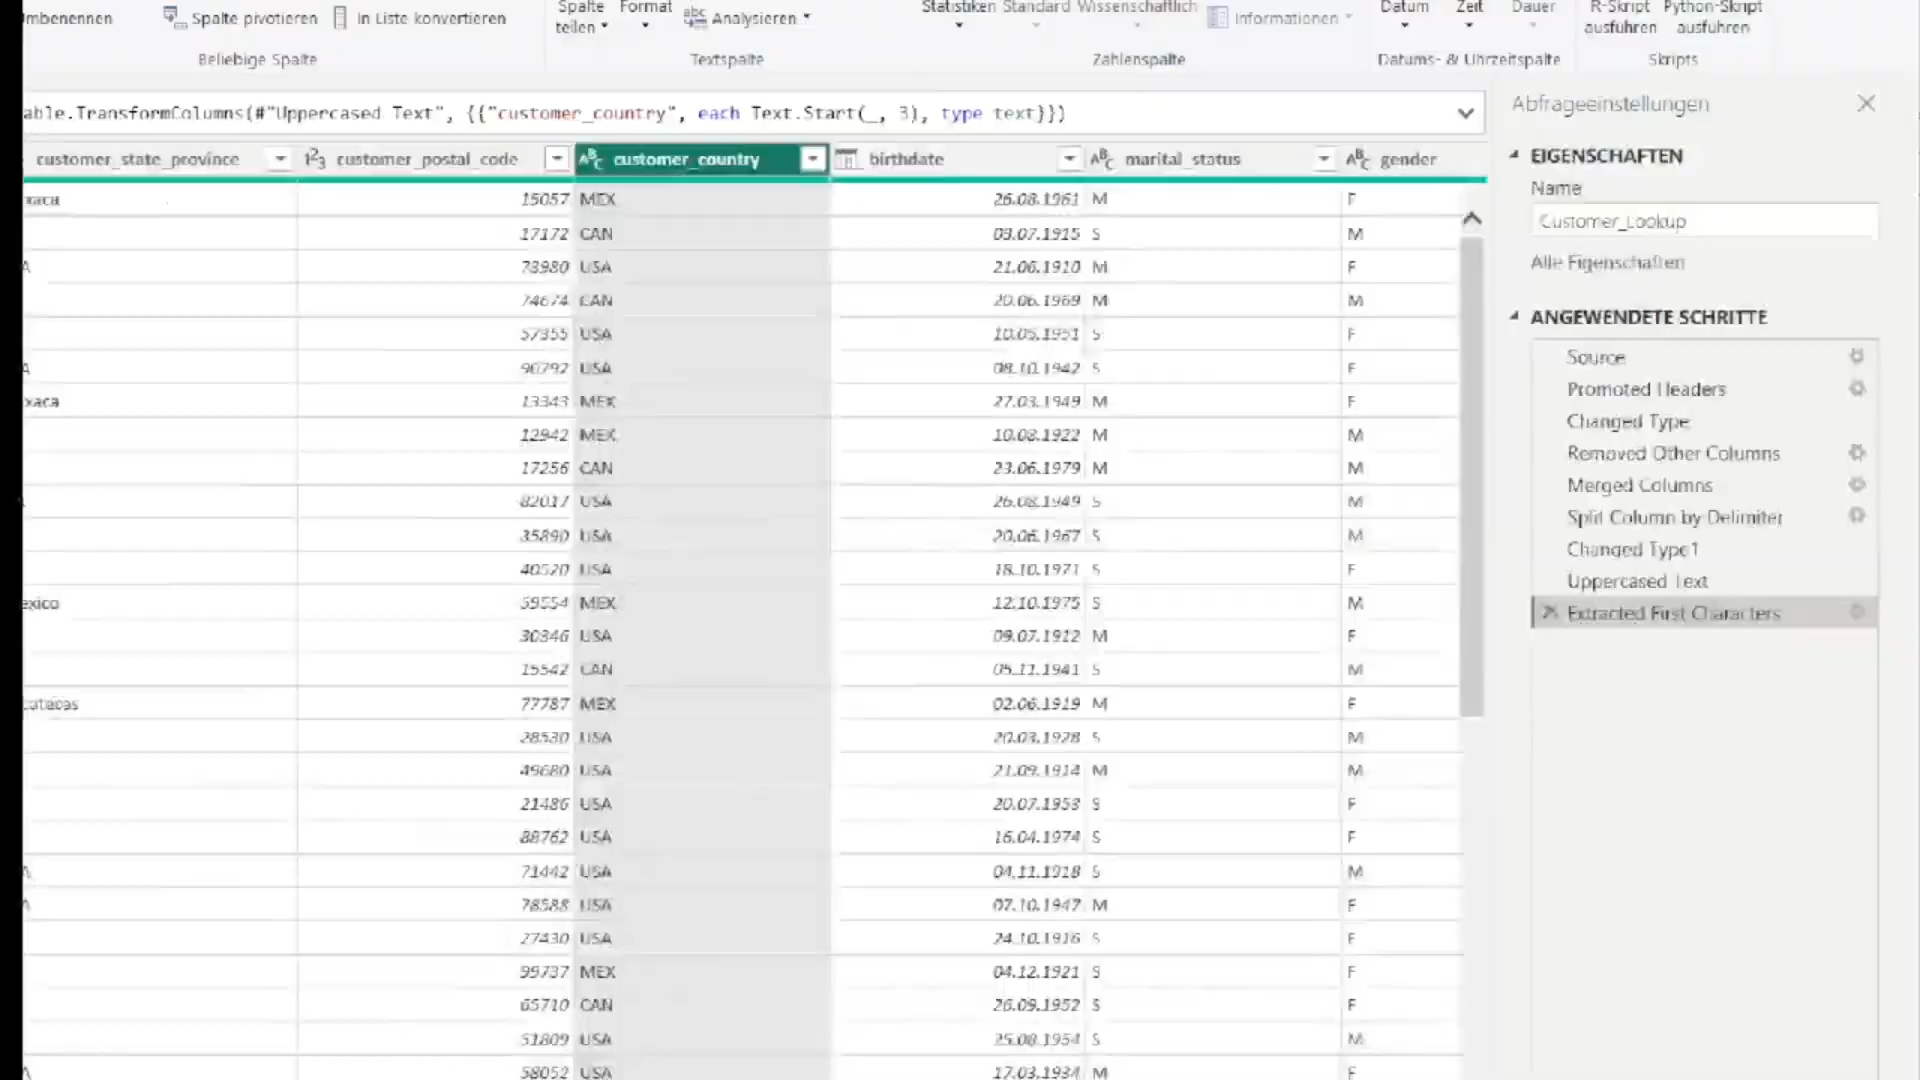 Spalte Format Statistiken Standard Wissenschaftlich Datum Zeit Dauer R-Skript Python-Skript
mbenennen Spalte pivotieren In Liste konvertieren teilen Analysieren Informationen ausführen ausführen
Beliebige Spalte Textspalte Zahlenspalte Datums- & Uhrzeitspalte Skripts
able.TransformColumns(#"Uppercased Text", {{"customer_country", each Text.Start(_, 3), type text}})
Abfrageeinstellungen
customer_state_province customer_postal_code customer_country birthdate marital_status gender
EIGENSCHAFTEN
Name
Customer_Lookup
Alle Eigenschaften
ANGEWENDETE SCHRITTE
Source
Promoted Headers
Changed Type
Removed Other Columns
Merged Columns
Split Column by Delimiter
Changed Type1
Uppercased Text
Extracted First Characters
xaca 15057 MEX 26.08.1961 M F
17172 CAN 03.07.1915 S M
A 73980 USA 21.06.1910 M F
74674 CAN 20.06.1969 M M
57355 USA 10.05.1951 S F
A 90792 USA 08.10.1942 S F
xaca 13343 MEX 27.03.1949 M F
12942 MEX 10.08.1922 M M
17256 CAN 23.06.1979 M M
82017 USA 26.08.1949 S M
35890 USA 20.06.1967 S M
40520 USA 18.10.1971 S F
exico 59554 MEX 12.10.1975 S M
30346 USA 09.07.1912 M F
15542 CAN 05.11.1941 S M
catecas 77787 MEX 02.06.1919 M F
28530 USA 20.03.1928 S M
49680 USA 21.09.1914 M M
21486 USA 20.07.1953 S F
88762 USA 16.04.1974 S F
A 71442 USA 04.11.1918 S M
A 78588 USA 07.10.1947 M F
27430 USA 24.10.1916 S F
99737 MEX 04.12.1921 S F
65710 CAN 26.09.1952 S F
51809 USA 25.08.1954 S M
A 58052 USA 17.03.1934 M F